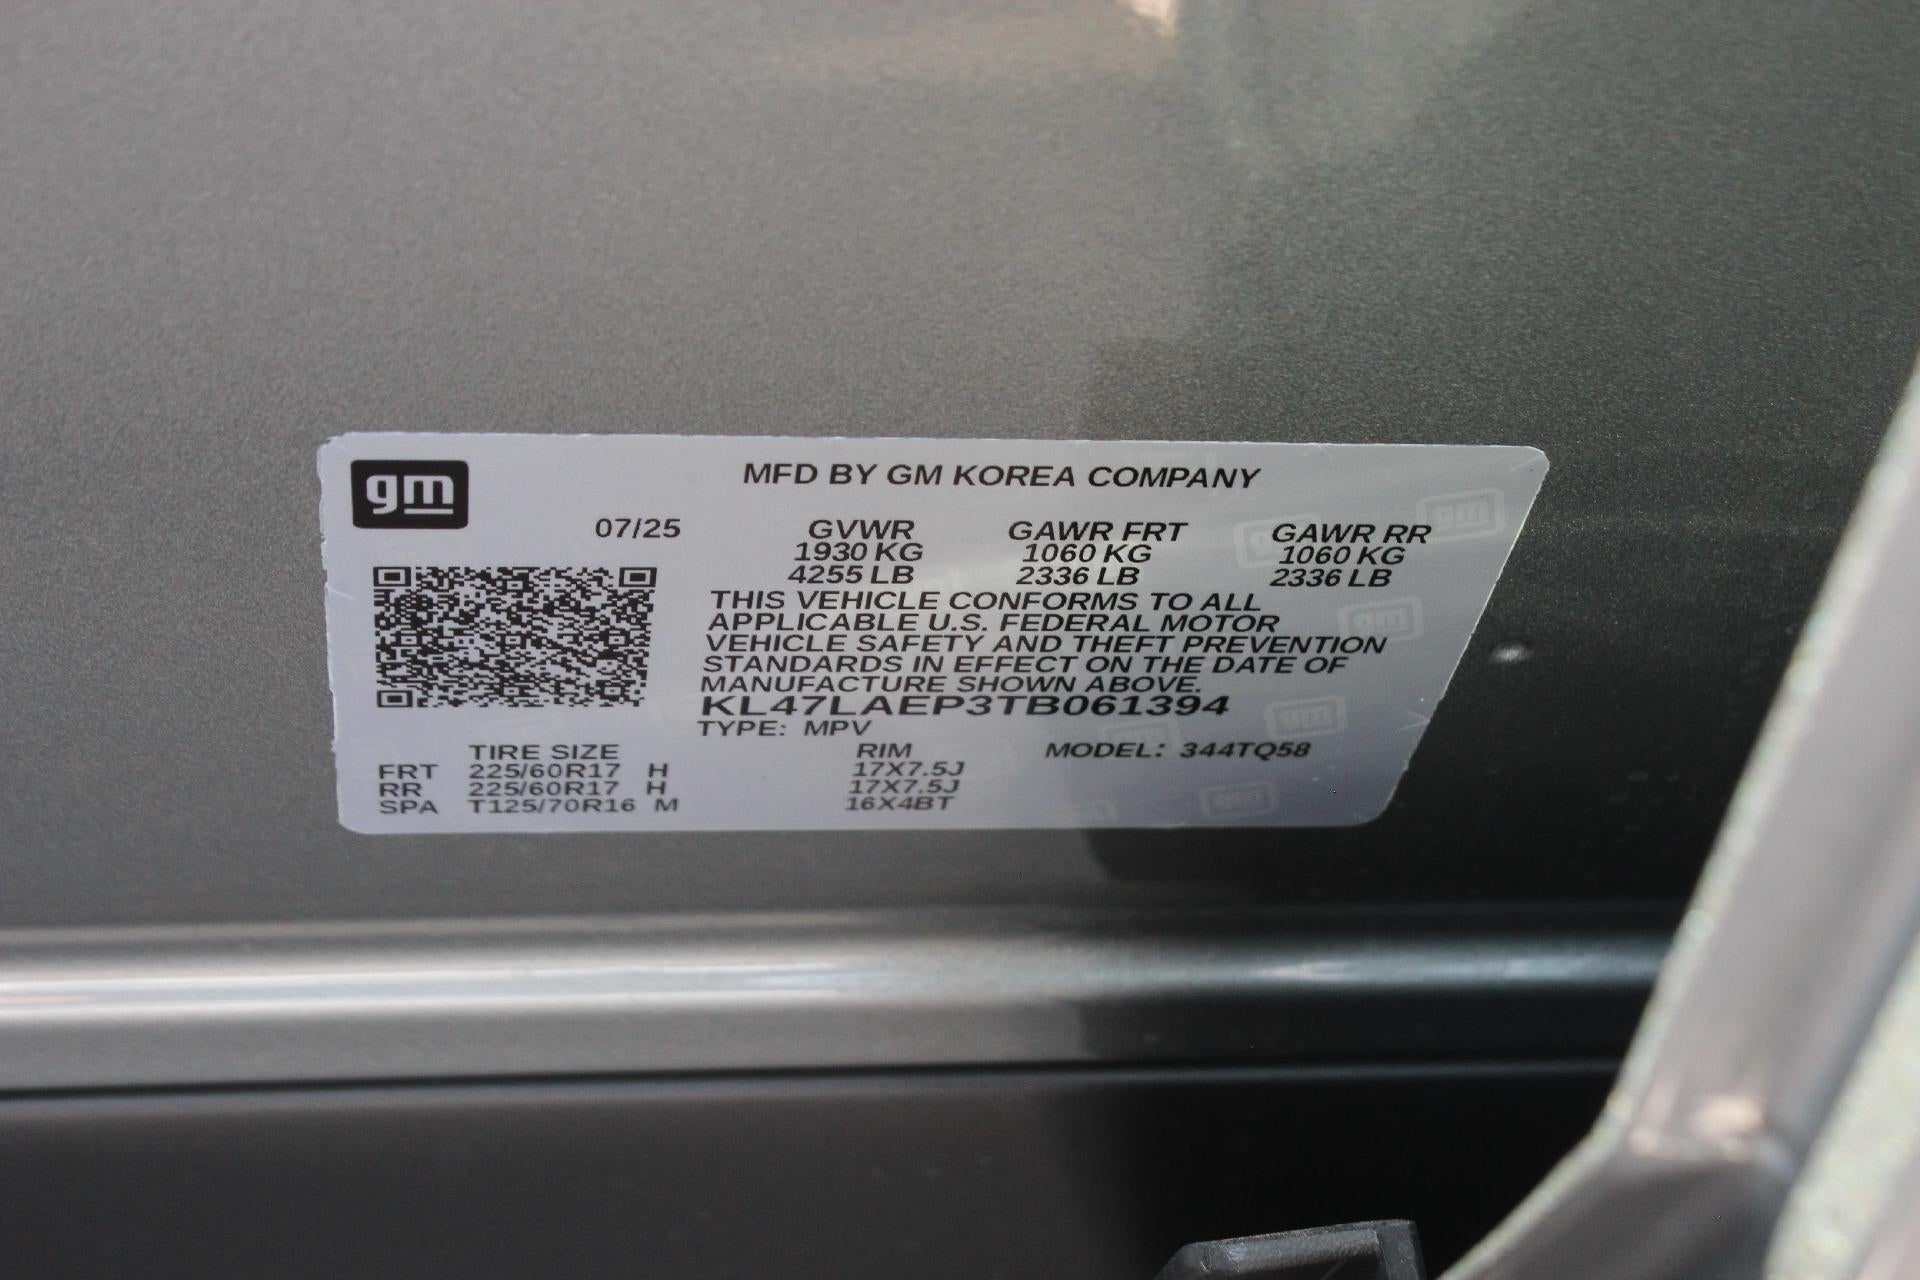 gm
MFD BY GM KOREA COMPANY
07/25 GVWR GAWR FRT GAWR RR
1930 KG 1060 KG 1060 KG
4255 LB 2336 LB 2336 LB
THIS VEHICLE CONFORMS TO ALL
APPLICABLE U.S. FEDERAL MOTOR
VEHICLE SAFETY AND THEFT PREVENTION
STANDARDS IN EFFECT ON THE DATE OF
MANUFACTURE SHOWN ABOVE.
KL47LAEP3TB061394
TYPE: MPV
TIRE SIZE RIM MODEL: 344TQ58
FRT 225/60R17 H 17X7.5J
RR 225/60R17 H 17X7.5J
SPA T125/70R16 M 16X4BT